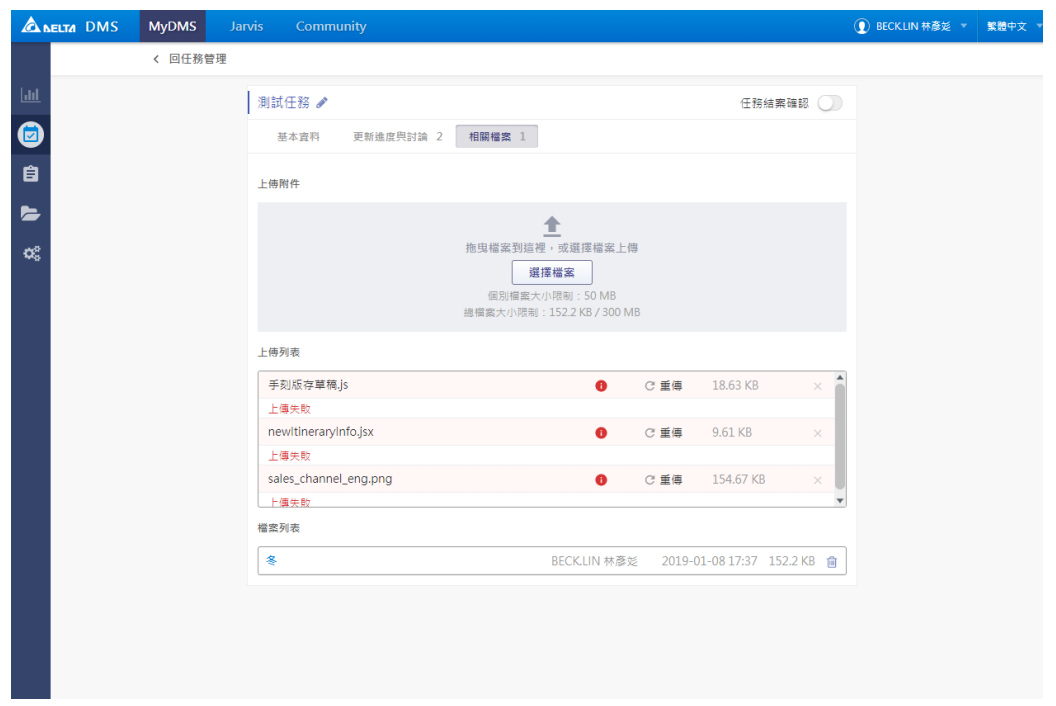 DELTA DMS MyDMS Jarvis Community BECK.LIN 林彥彣 繁體中文
回任務管理
測試任務 任務結案確認
基本資料 更新進度與討論 2 相關檔案 1
上傳附件
拖曳檔案到這裡，或選擇檔案上傳
選擇檔案
個別檔案大小限制：50 MB
總檔案大小限制：152.2 KB / 300 MB
上傳列表
手刻版存草稿.js 重傳 18.63 KB
上傳失敗
newItineraryInfo.jsx 重傳 9.61 KB
上傳失敗
sales_channel_eng.png 重傳 154.67 KB
上傳失敗
檔案列表
冬 BECK.LIN 林彥彣 2019-01-08 17:37 152.2 KB